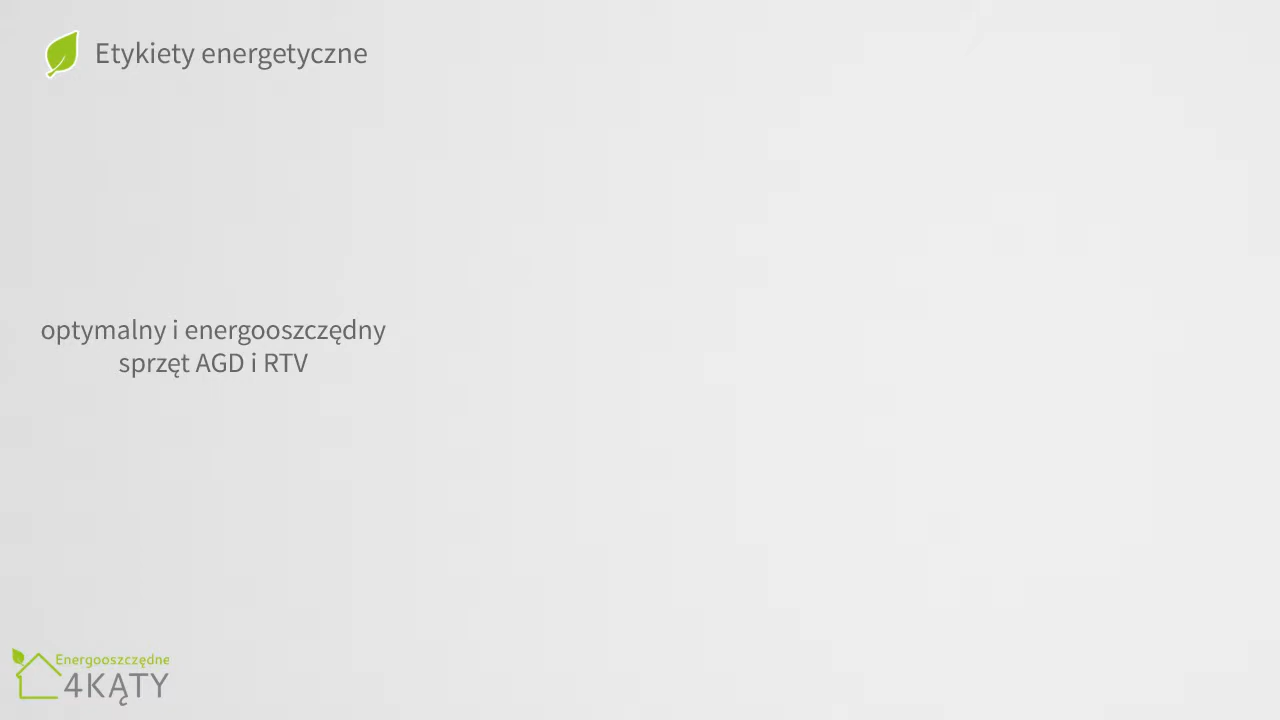 Etykiety energetyczne
optymalny i energooszczędny
sprzęt AGD i RTV
Energooszczędne
4KĄTY